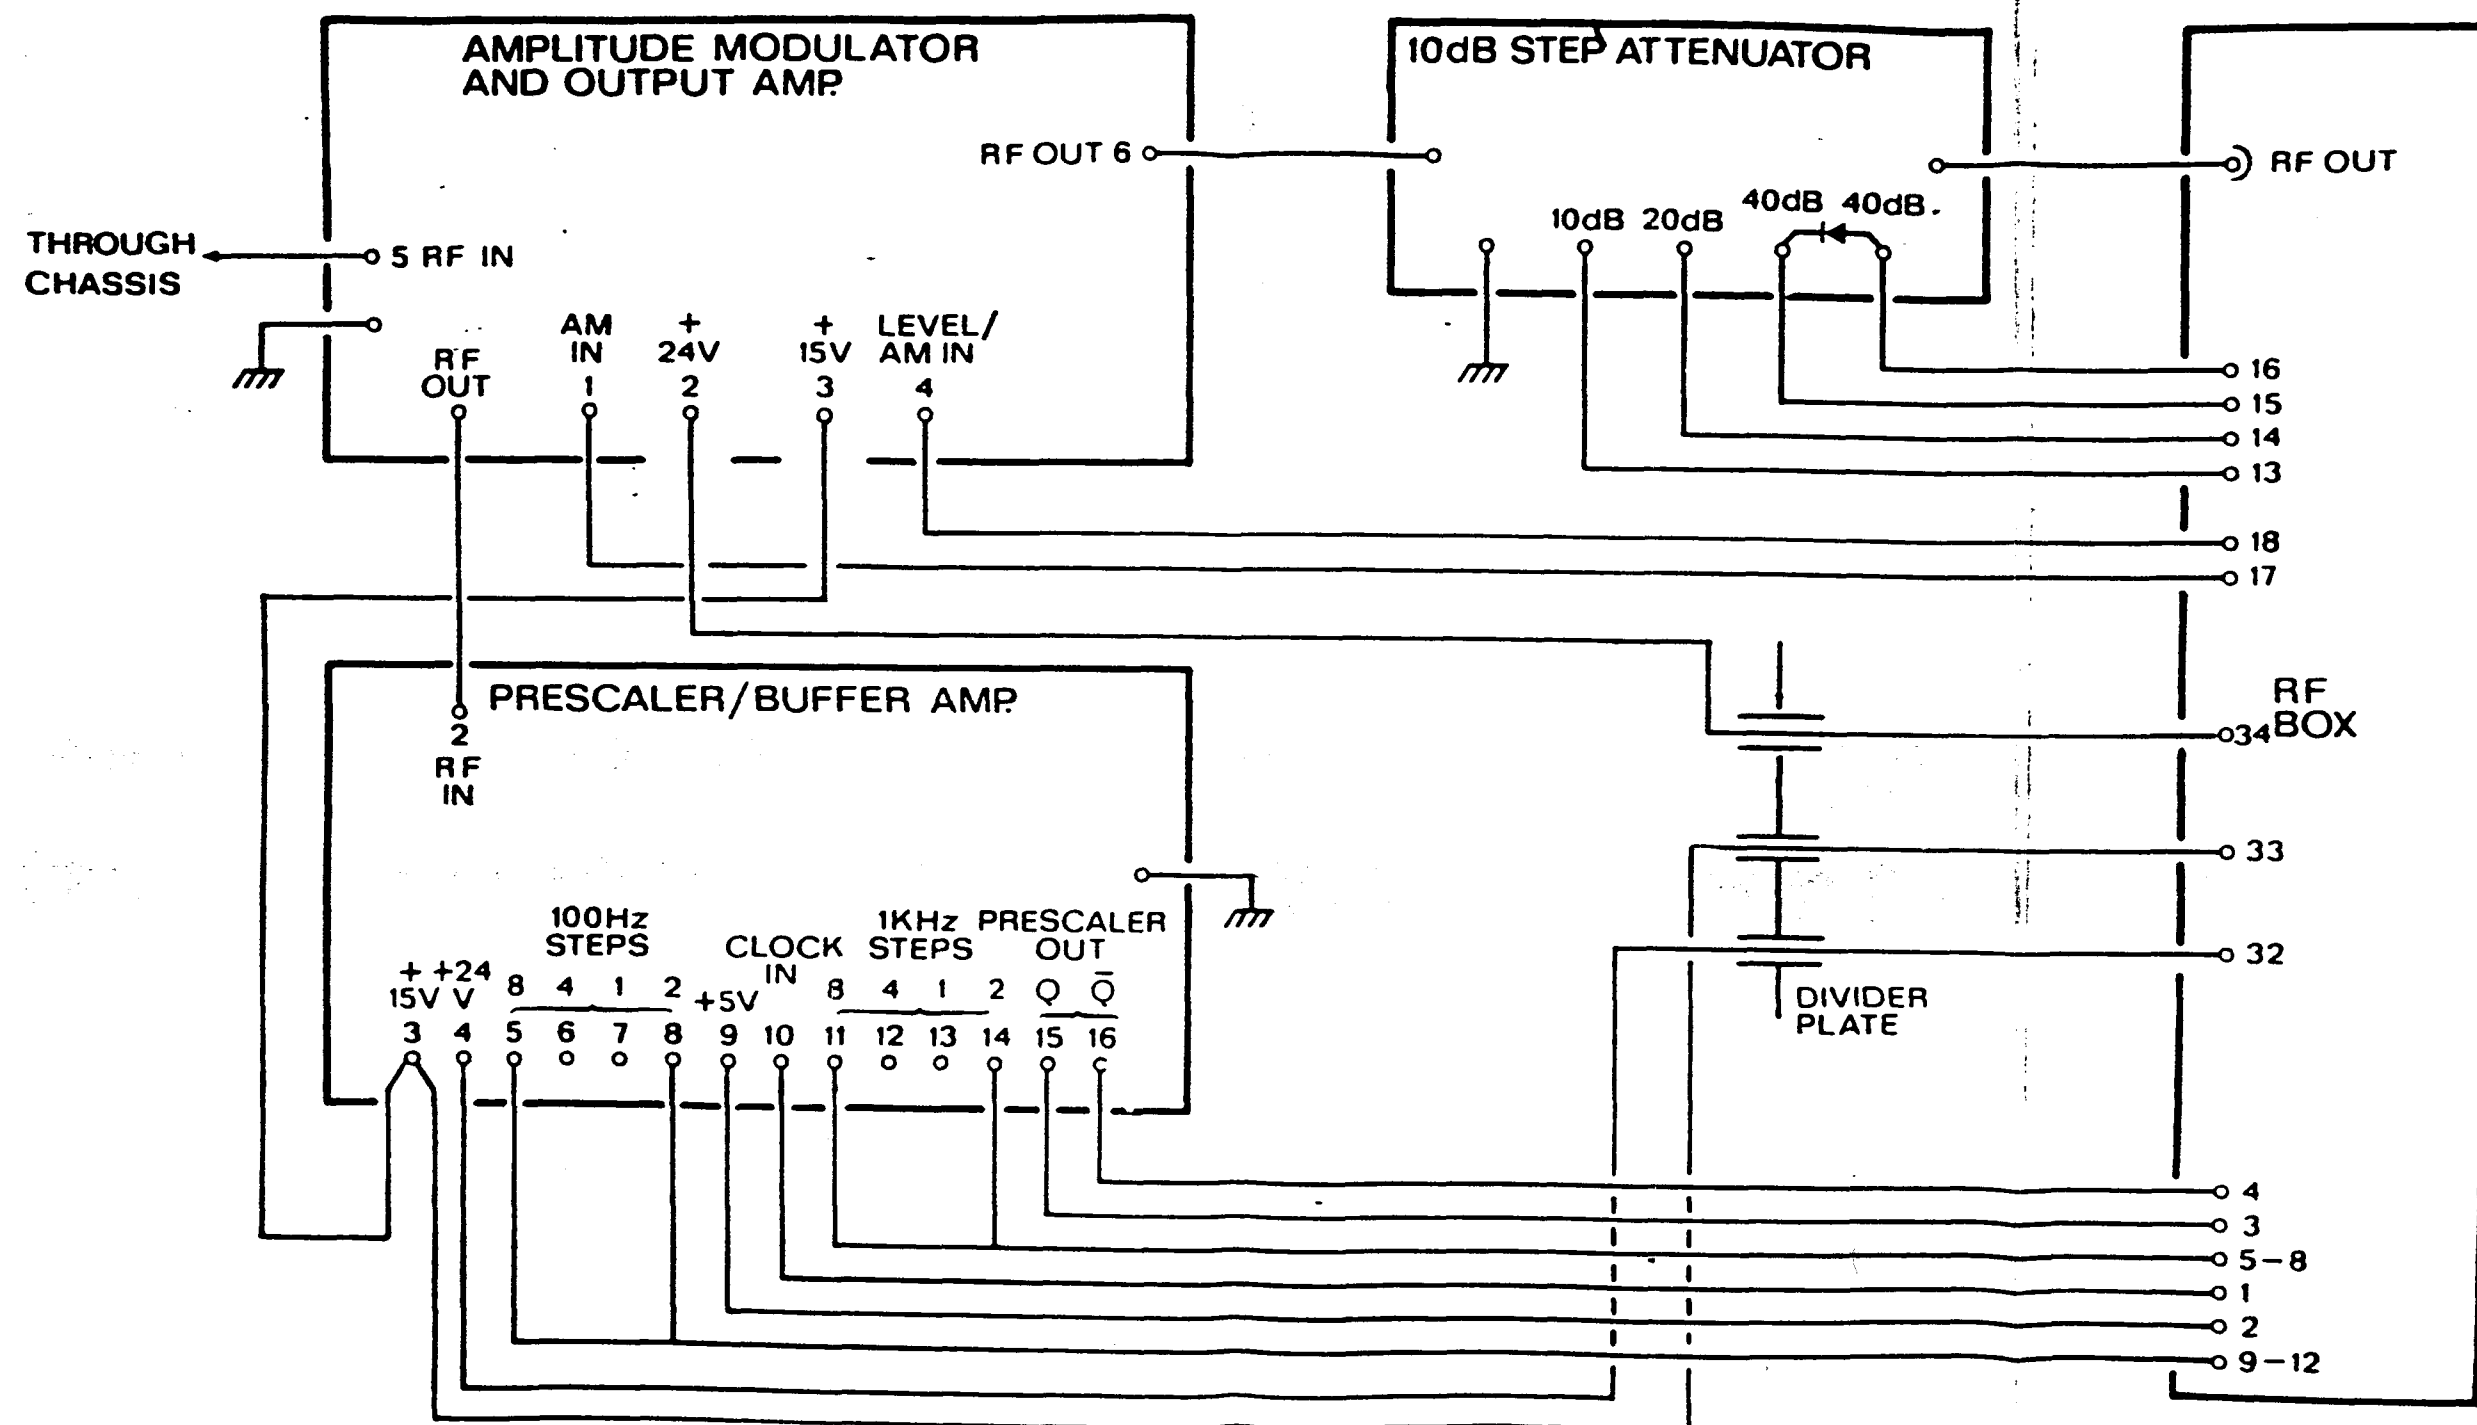 AMPLITUDE MODULATOR
AND OUTPUT AMP.
RF OUT 6
THROUGH
CHASSIS
5 RF IN
RF
OUT
AM
IN
1
+
24V
2
+
15V
3
LEVEL/
AM IN
4
10dB STEP ATTENUATOR
10dB 20dB 40dB 40dB.
RF OUT
16
15
14
13
18
17
PRESCALER/BUFFER AMP.
2
RF
IN
RF
BOX
34
33
32
DIVIDER
PLATE
+
15V
3
+24
V
4
100Hz
STEPS
8 4 1 2
5 6 7 8
+5V
9
CLOCK
IN
10
1KHz
STEPS
8 4 1 2
11 12 13 14
PRESCALER
OUT
Q Q̅
15 16
4
3
5-8
1
2
9-12